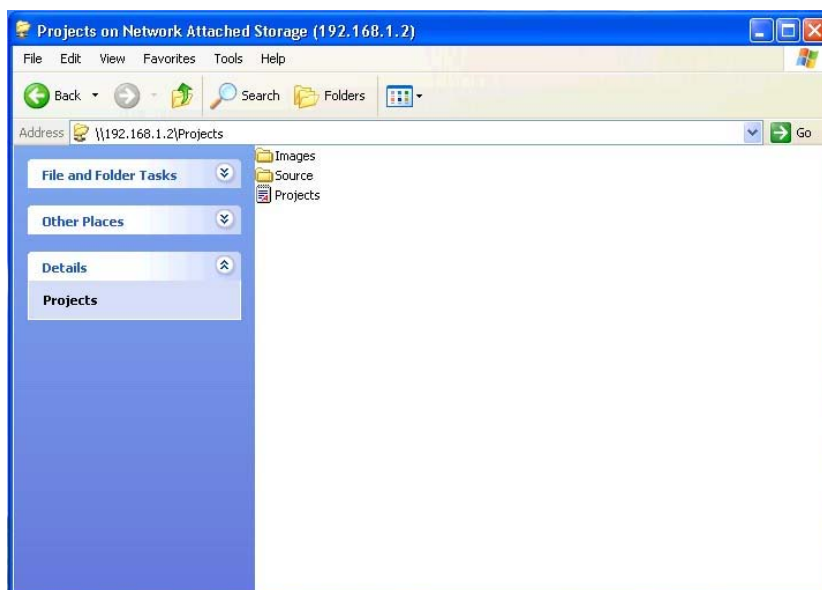 Projects on Network Attached Storage (192.168.1.2)
File Edit View Favorites Tools Help
Back Search Folders
Address \\192.168.1.2\Projects Go
File and Folder Tasks
Other Places
Details
Projects
Images
Source
Projects